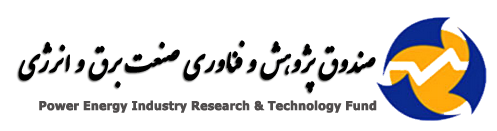 صندوق پژوهش و فناوری صنعت برق و انرژی
Power Energy Industry Research & Technology Fund